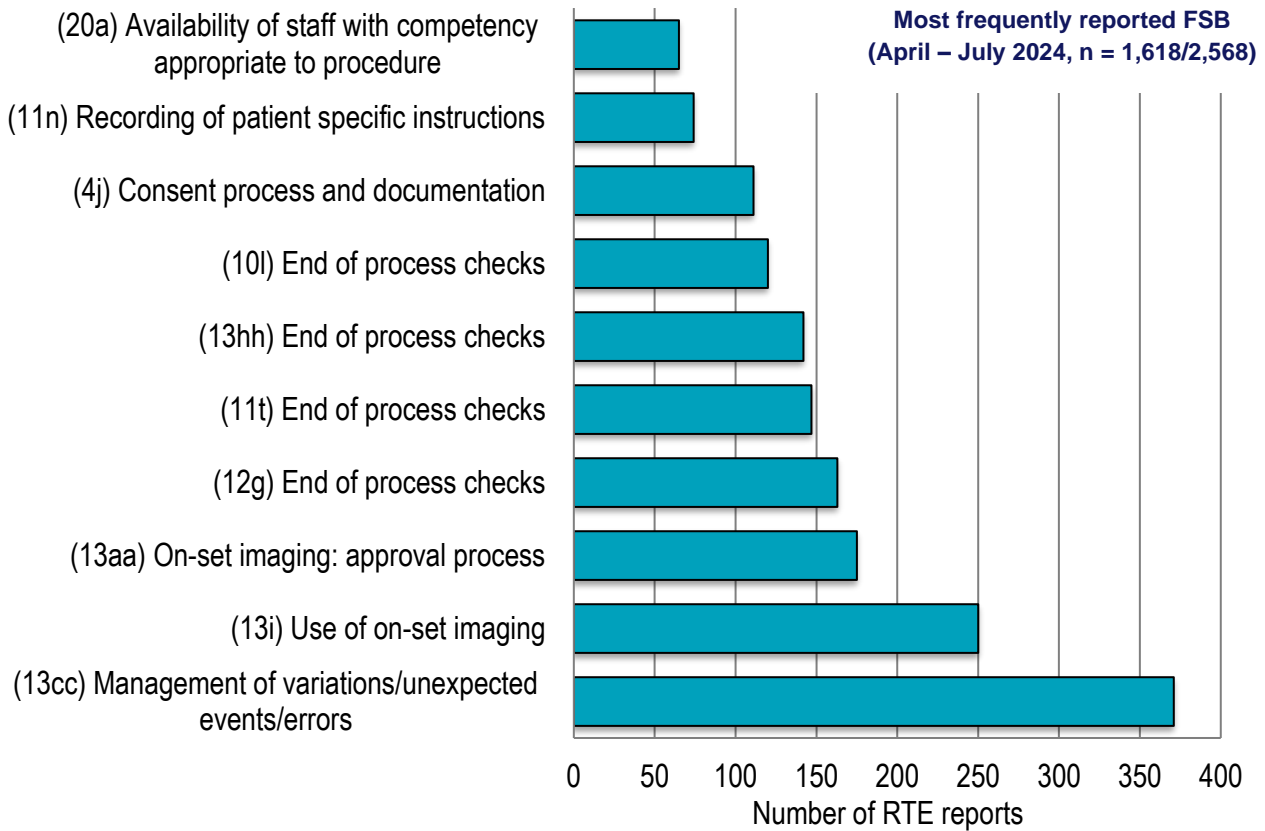 Most frequently reported FSB
(April – July 2024, n = 1,618/2,568)
(20a) Availability of staff with competency
appropriate to procedure
(11n) Recording of patient specific instructions
(4j) Consent process and documentation
(10l) End of process checks
(13hh) End of process checks
(11t) End of process checks
(12g) End of process checks
(13aa) On-set imaging: approval process
(13i) Use of on-set imaging
(13cc) Management of variations/unexpected
events/errors
0 50 100 150 200 250 300 350 400
Number of RTE reports